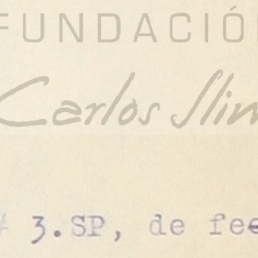 FUNDACIÓ
Carlos Slim
# 3.SP, de fe